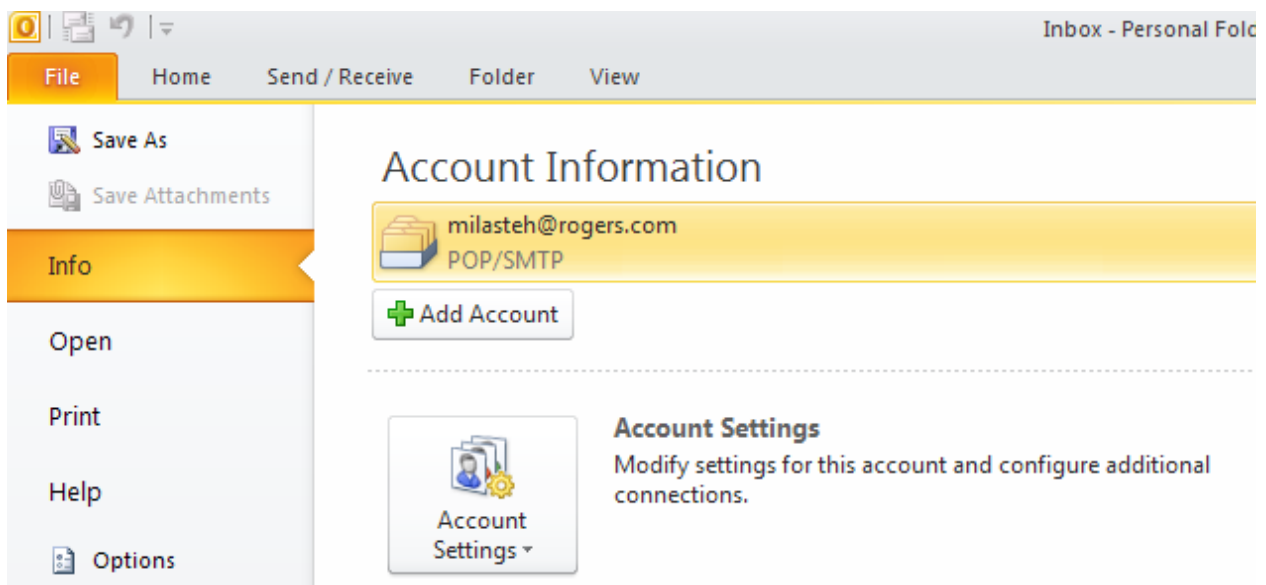 Inbox - Personal Fold
File Home Send / Receive Folder View
Save As
Save Attachments
Info
Open
Print
Help
Options
Account Information
milasteh@rogers.com
POP/SMTP
Add Account
Account Settings
Account Settings
Modify settings for this account and configure additional
connections.